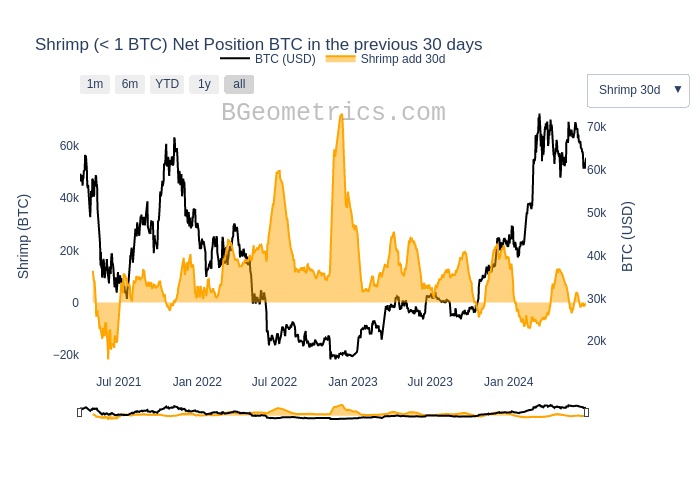 Shrimp (< 1 BTC) Net Position BTC in the previous 30 days
BTC (USD) Shrimp add 30d
1m 6m YTD 1y all
Shrimp 30d ▼
BGeometrics.com
60k
40k
20k
0
−20k
Shrimp (BTC)
70k
60k
50k
40k
30k
20k
BTC (USD)
Jul 2021 Jan 2022 Jul 2022 Jan 2023 Jul 2023 Jan 2024